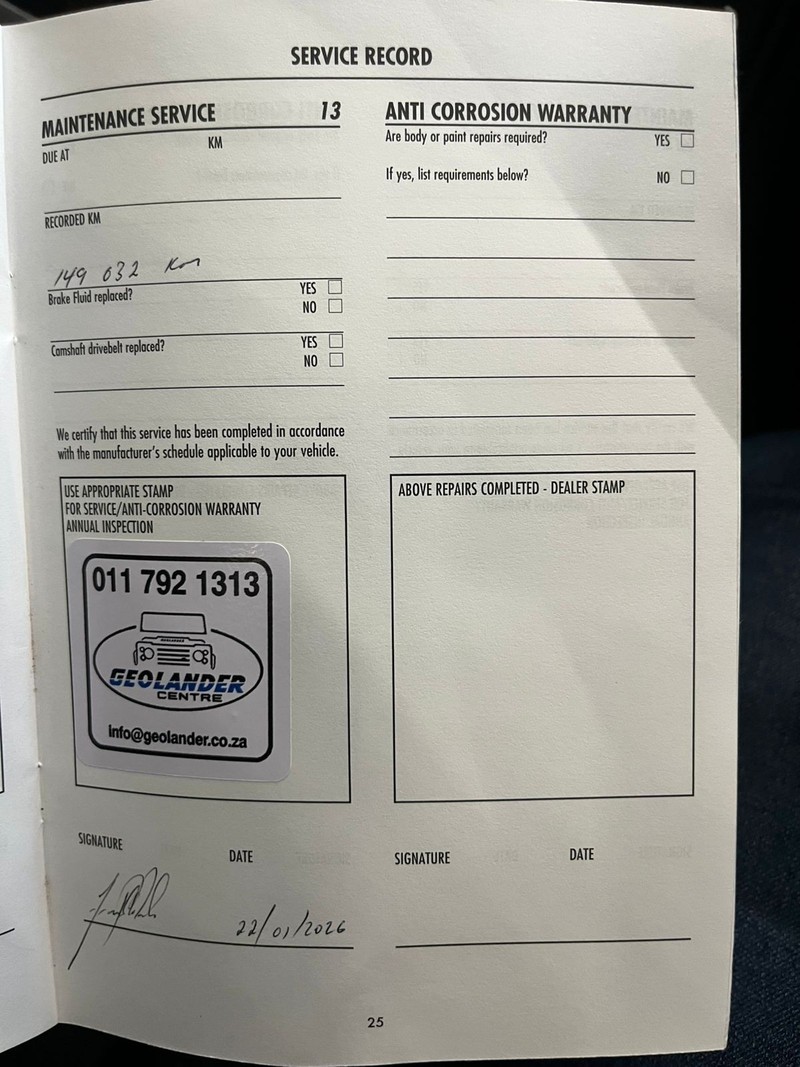 SERVICE RECORD
MAINTENANCE SERVICE 13
DUE AT KM
RECORDED KM
149 032 Km
Brake Fluid replaced? YES
NO
Camshaft drivebelt replaced? YES
NO
We certify that this service has been completed in accordance
with the manufacturer's schedule applicable to your vehicle.
USE APPROPRIATE STAMP
FOR SERVICE/ANTI-CORROSION WARRANTY
ANNUAL INSPECTION
011 792 1313
GEOLANDER
CENTRE
info@geolander.co.za
SIGNATURE
DATE
22/01/2026
ANTI CORROSION WARRANTY
Are body or paint repairs required? YES
If yes, list requirements below? NO
ABOVE REPAIRS COMPLETED - DEALER STAMP
SIGNATURE DATE
25